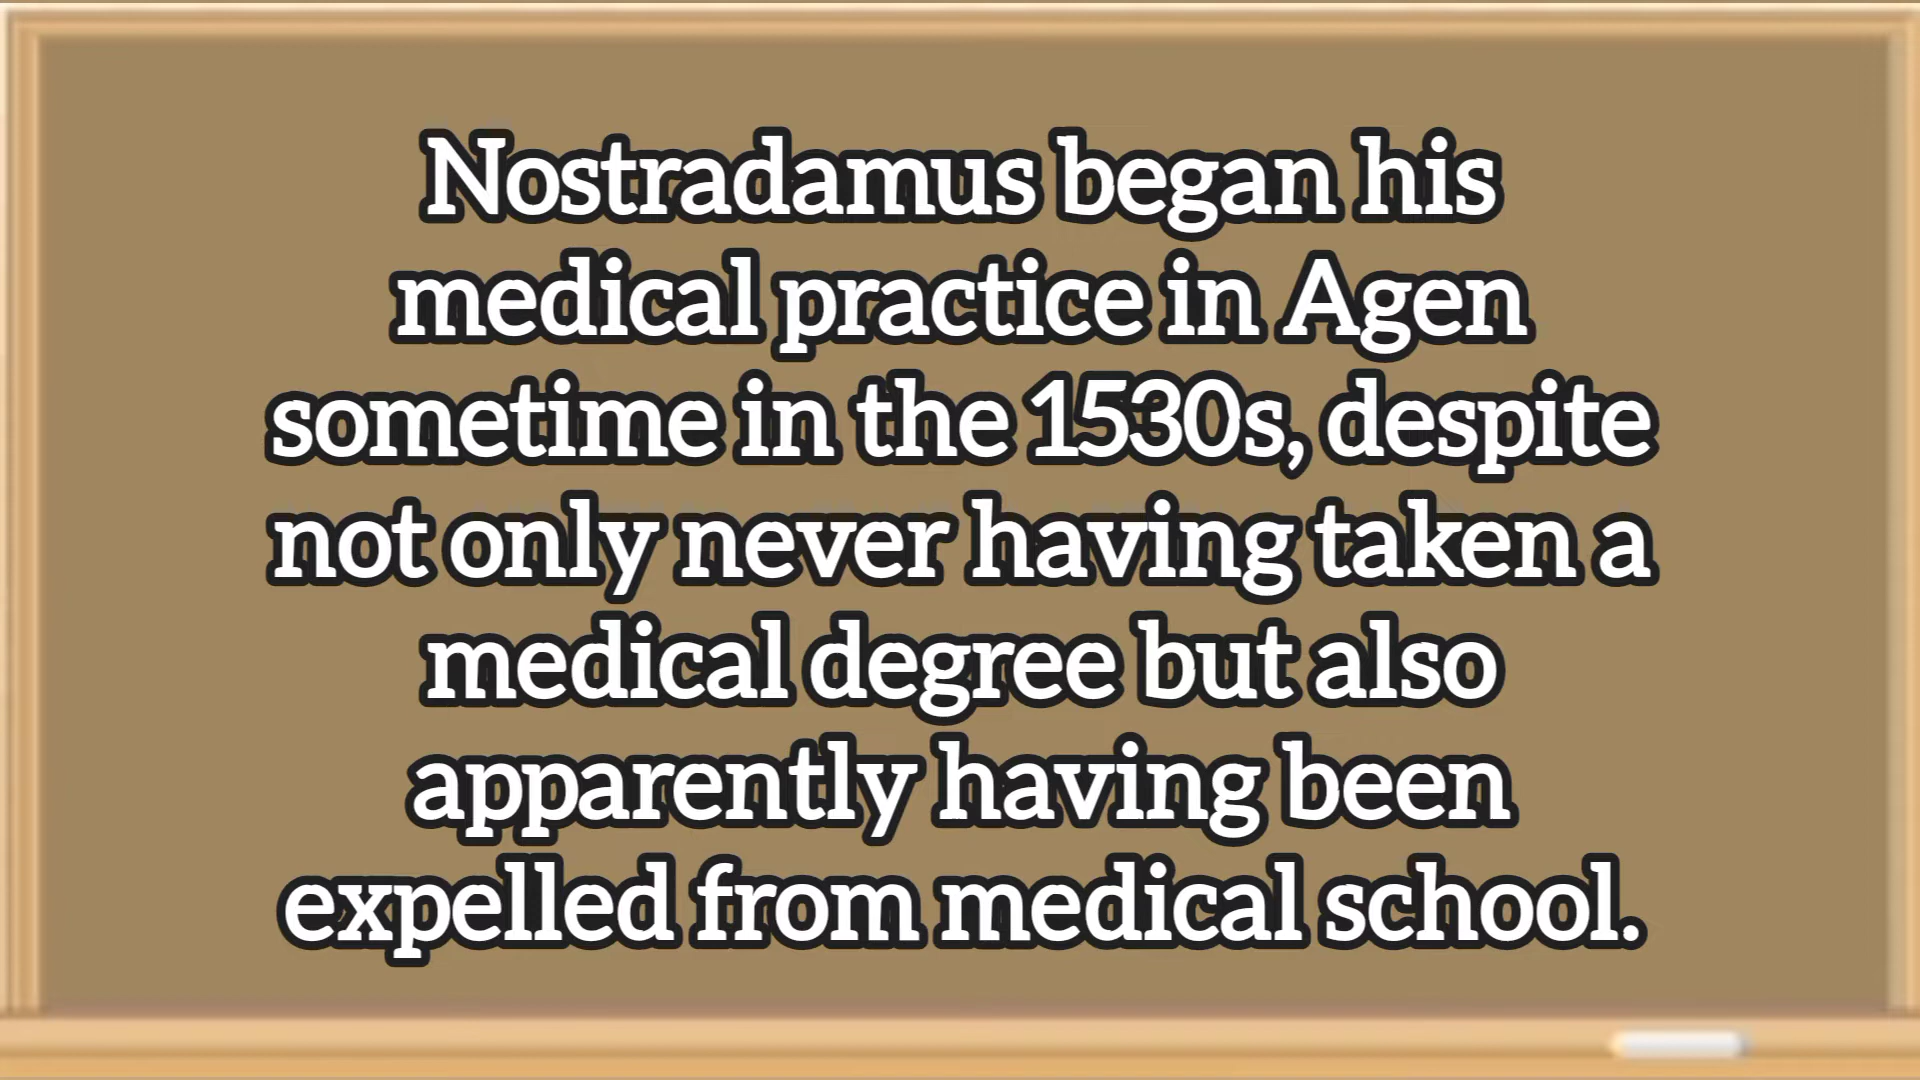 Nostradamus began his
medical practice in Agen
sometime in the 1530s, despite
not only never having taken a
medical degree but also
apparently having been
expelled from medical school.